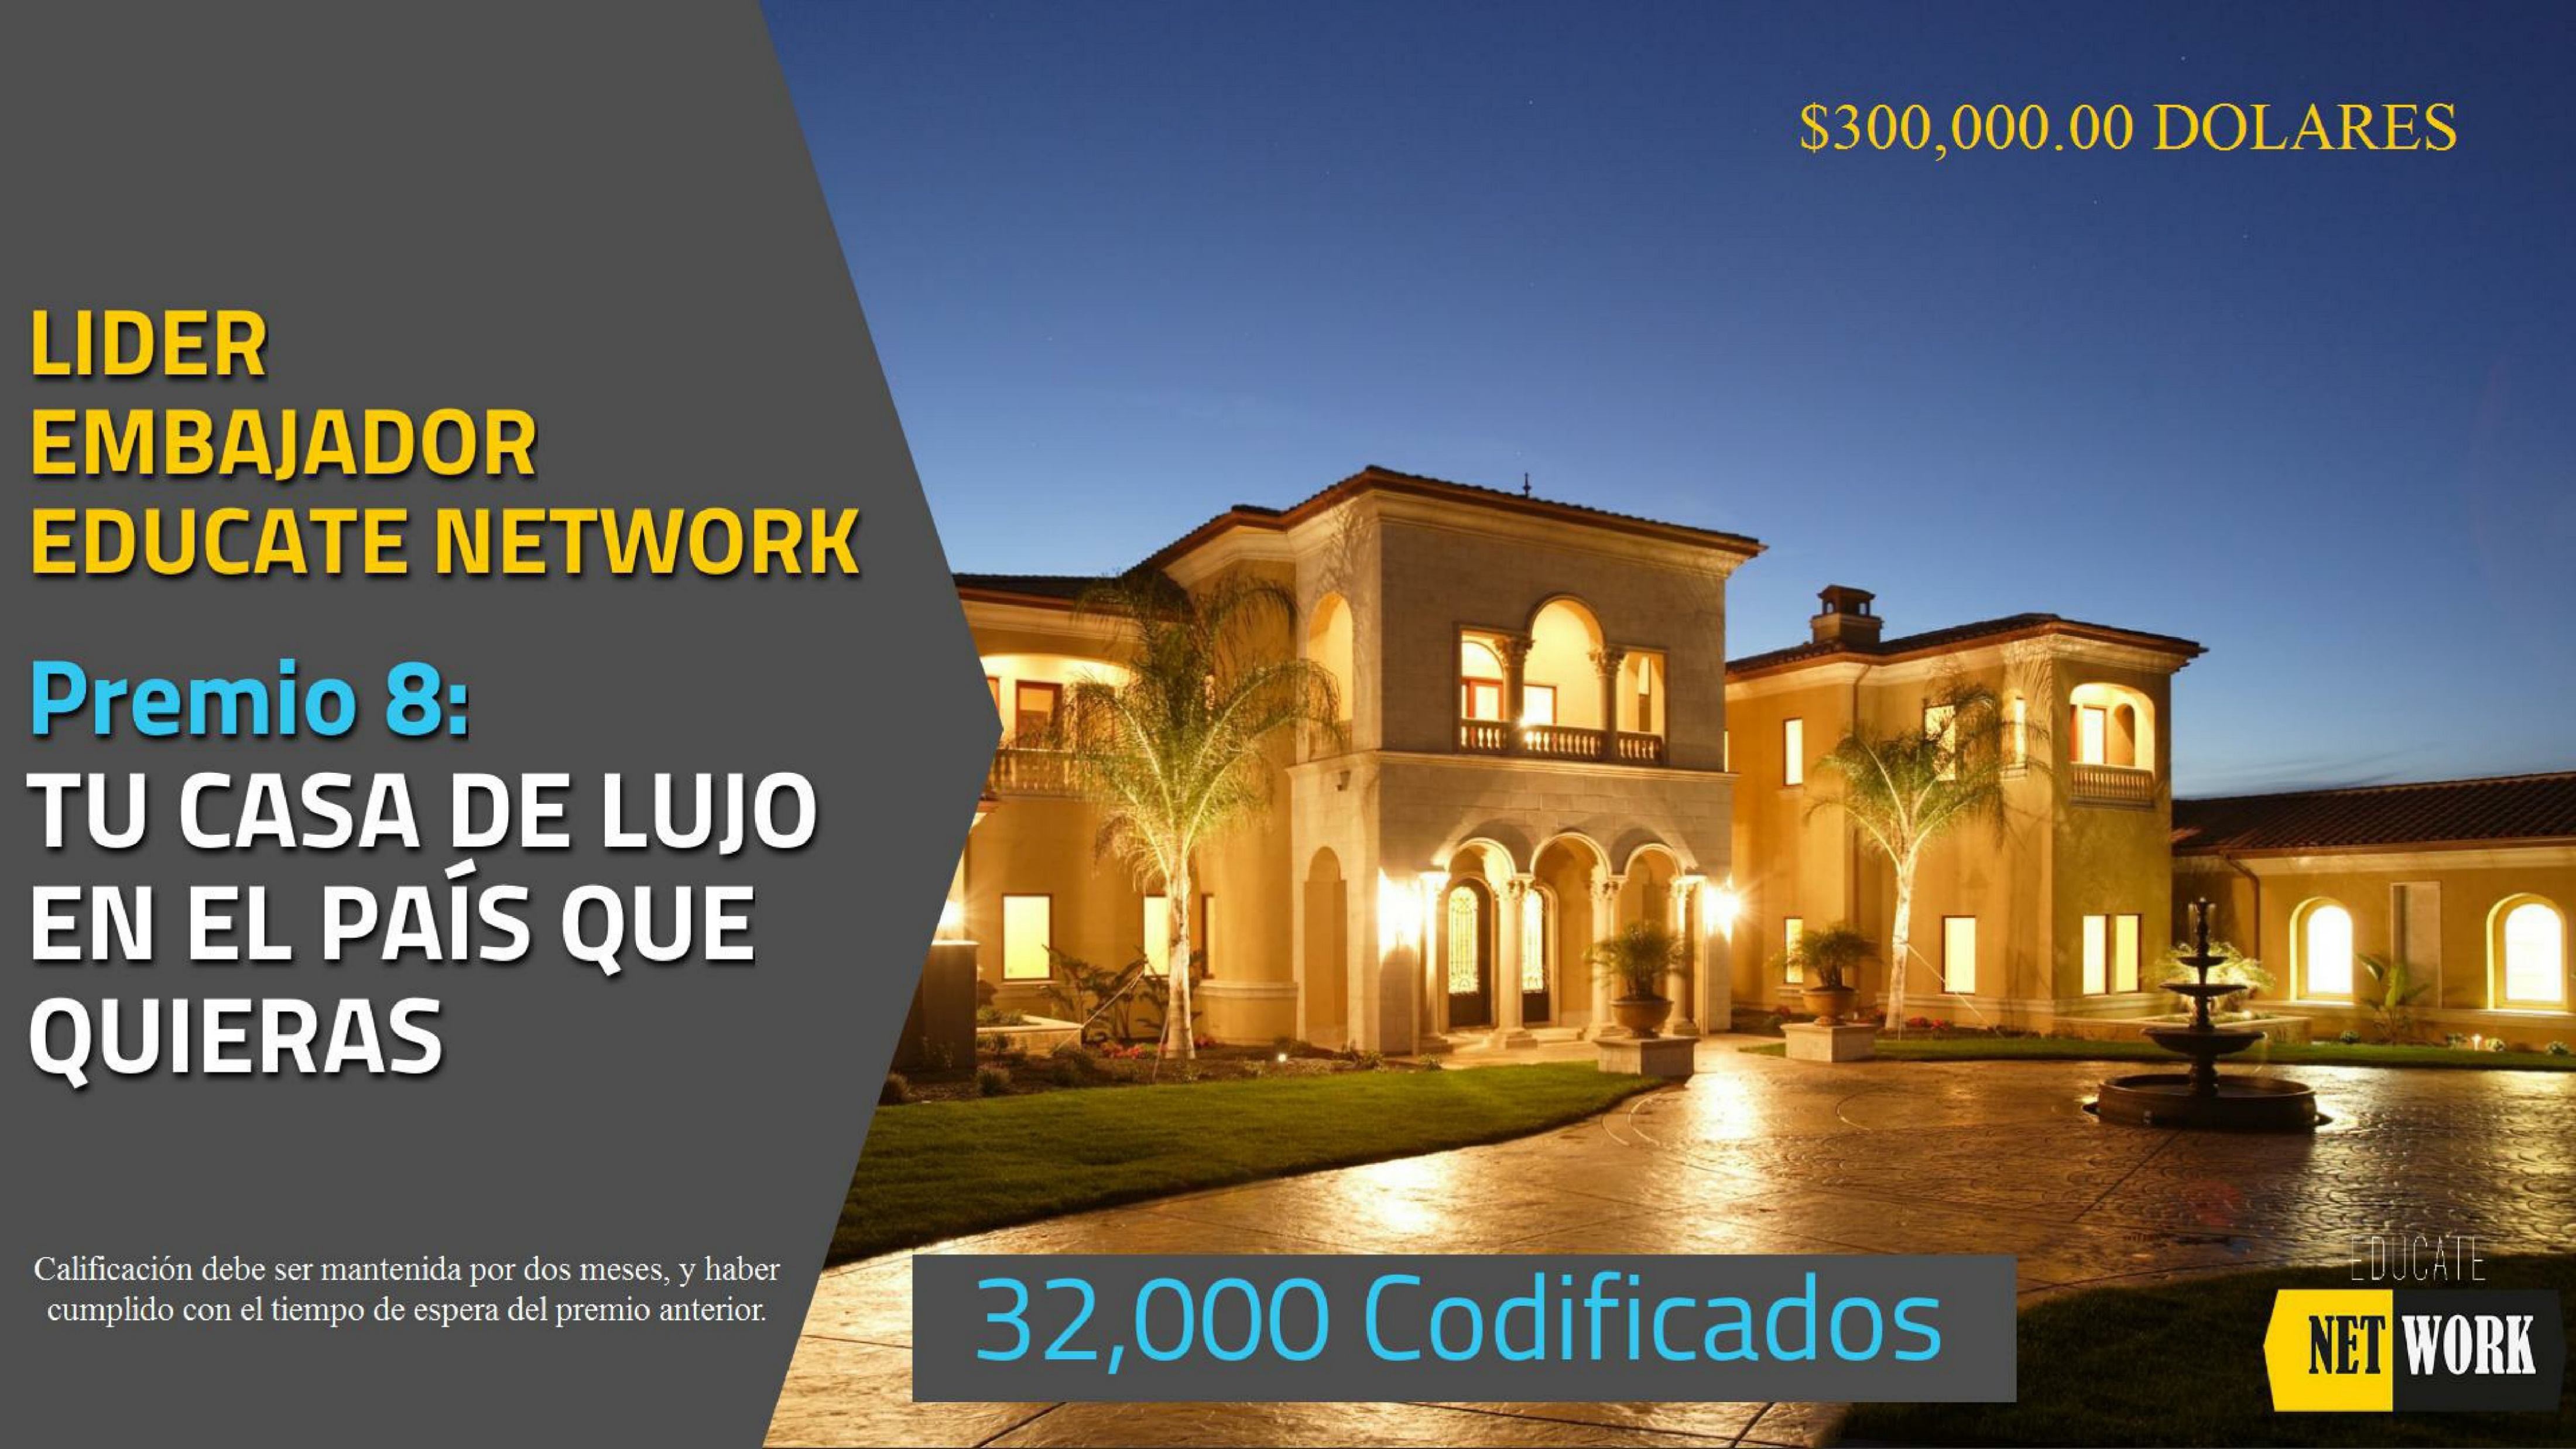 $300,000.00 DOLARES
LIDER
EMBAJADOR
EDUCATE NETWORK
Premio 8:
TU CASA DE LUJO
EN EL PAÍS QUE
QUIERAS
Calificación debe ser mantenida por dos meses, y haber
cumplido con el tiempo de espera del premio anterior.
32,000 Codificados
EDUCATE
NET WORK